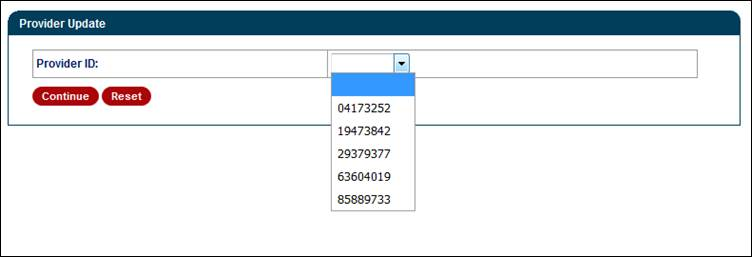 Provider Update
Provider ID:
04173252
19473842
29379377
63604019
85889733
Continue Reset